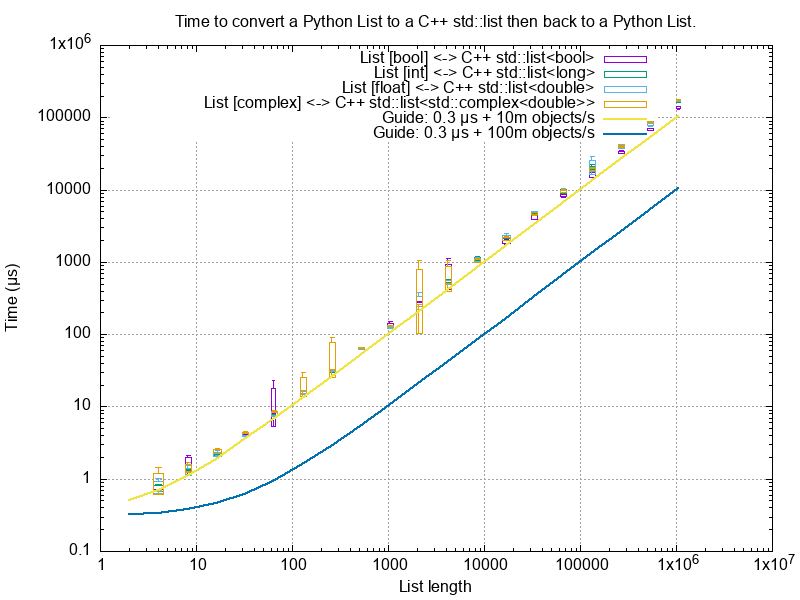 Time to convert a Python List to a C++ std::list then back to a Python List.
1x10^6
List [bool] <-> C++ std::list<bool>
List [int] <-> C++ std::list<long>
List [float] <-> C++ std::list<double>
List [complex] <-> C++ std::list<std::complex<double>>
Guide: 0.3 µs + 10m objects/s
Guide: 0.3 µs + 100m objects/s
100000
10000
1000
100
10
1
0.1
Time (µs)
1 10 100 1000 10000 100000 1x10^6 1x10^7
List length